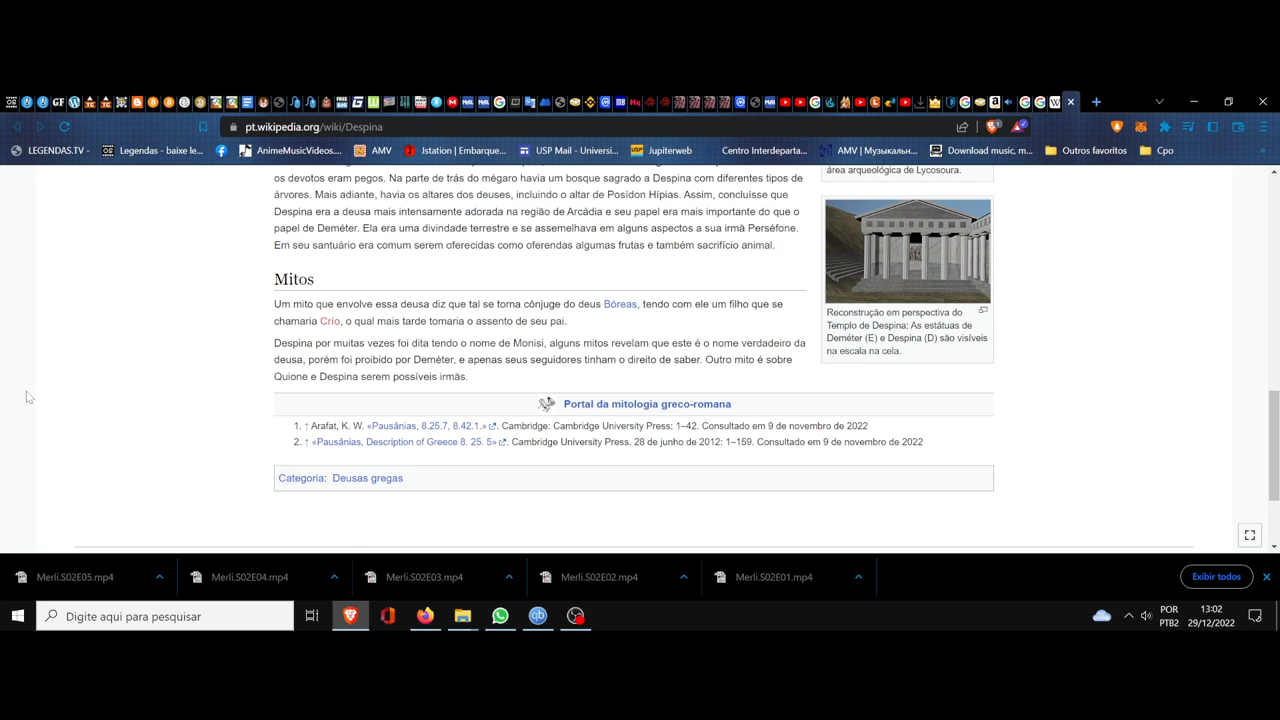 pt.wikipedia.org/wiki/Despina
1
LEGENDAS.TV -
Legendas - baixe le...
AnimeMusicVideos....
AMV
Jstation | Embarque...
USP Mail - Universi...
Jupiterweb
Centro Interdeparta...
AMV | Музыкальн...
Download music, m...
Outros favoritos
Cpo
os devotos eram pegos. Na parte de trás do mégaro havia um bosque sagrado a Despina com diferentes tipos de
árvores. Mais adiante, havia os altares dos deuses, incluindo o altar de Posídon Hípias. Assim, concluísse que
Despina era a deusa mais intensamente adorada na região de Arcádia e seu papel era mais importante do que o
papel de Deméter. Ela era uma divindade terrestre e se assemelhava em alguns aspectos a sua irmã Perséfone.
Em seu santuário era comum serem oferecidas como oferendas algumas frutas e também sacrifício animal.
área arqueológica de Lycosoura.
Reconstrução em perspectiva do
Templo de Despina: As estátuas de
Deméter (E) e Despina (D) são visíveis
na escala na cela.
Mitos
Um mito que envolve essa deusa diz que tal se torna cônjuge do deus Bóreas, tendo com ele um filho que se
chamaria Crío, o qual mais tarde tomaria o assento de seu pai.
Despina por muitas vezes foi dita tendo o nome de Monisi, alguns mitos revelam que este é o nome verdadeiro da
deusa, porém foi proibido por Deméter, e apenas seus seguidores tinham o direito de saber. Outro mito é sobre
Quione e Despina serem possíveis irmãs.
Portal da mitologia greco-romana
1. ↑ Arafat, K. W. «Pausânias, 8.25.7, 8.42.1.». Cambridge: Cambridge University Press: 1–42. Consultado em 9 de novembro de 2022
2. ↑ «Pausânias, Description of Greece 8. 25. 5». Cambridge University Press. 28 de junho de 2012: 1–159. Consultado em 9 de novembro de 2022
Categoria: Deusas gregas
Merli.S02E05.mp4
Merli.S02E04.mp4
Merli.S02E03.mp4
Merli.S02E02.mp4
Merli.S02E01.mp4
Exibir todos
Digite aqui para pesquisar
POR
PTB2
13:02
29/12/2022